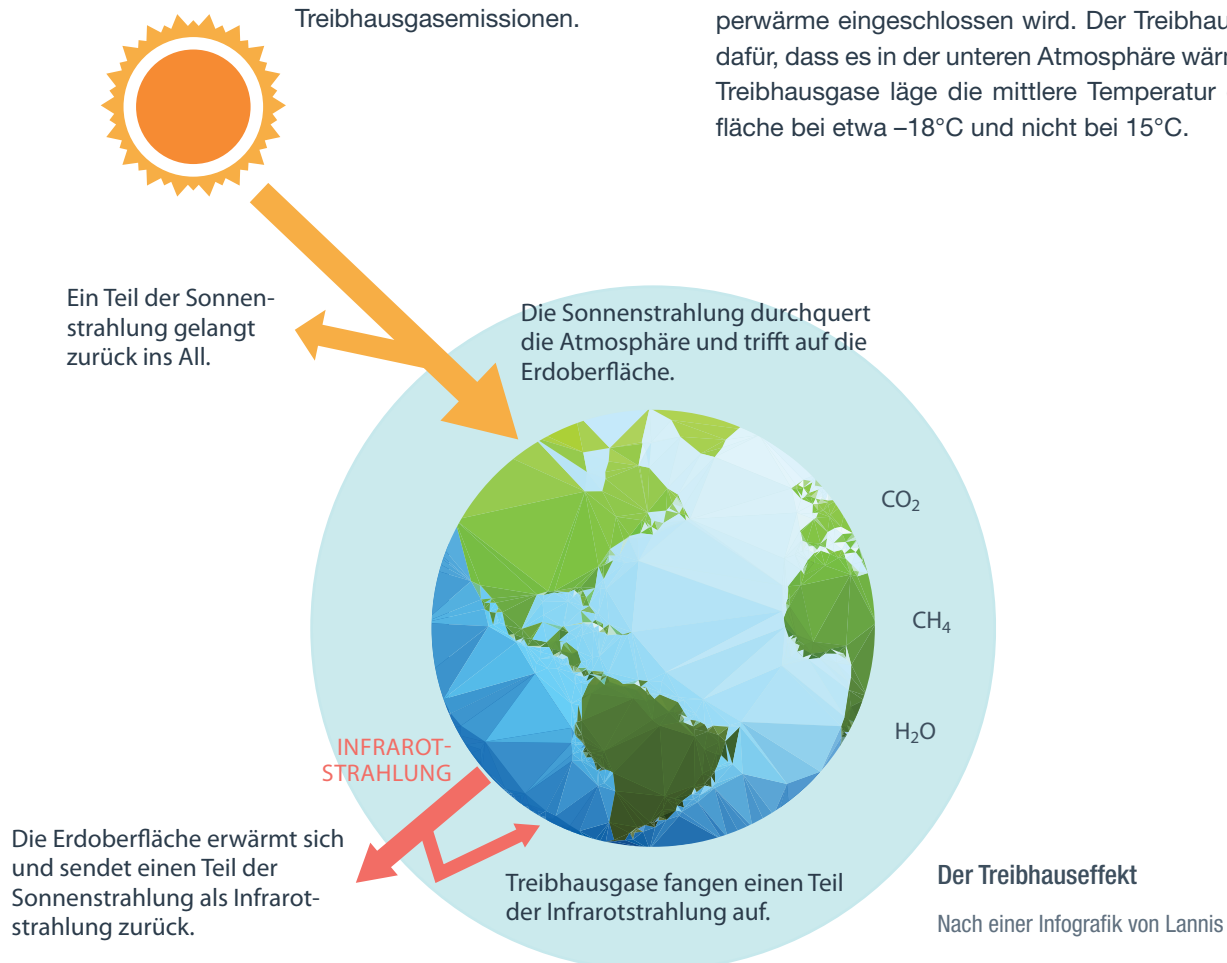 Treibhausgasemissionen.
perwärme eingeschlossen wird. Der Treibhau
dafür, dass es in der unteren Atmosphäre wär
Treibhausgase läge die mittlere Temperatur
fläche bei etwa –18°C und nicht bei 15°C.
Ein Teil der Sonnen-
strahlung gelangt
zurück ins All.
Die Sonnenstrahlung durchquert
die Atmosphäre und trifft auf die
Erdoberfläche.
CO₂
CH₄
H₂O
INFRAROT-
STRAHLUNG
Die Erdoberfläche erwärmt sich
und sendet einen Teil der
Sonnenstrahlung als Infrarot-
strahlung zurück.
Treibhausgase fangen einen Teil
der Infrarotstrahlung auf.
Der Treibhauseffekt
Nach einer Infografik von Lannis